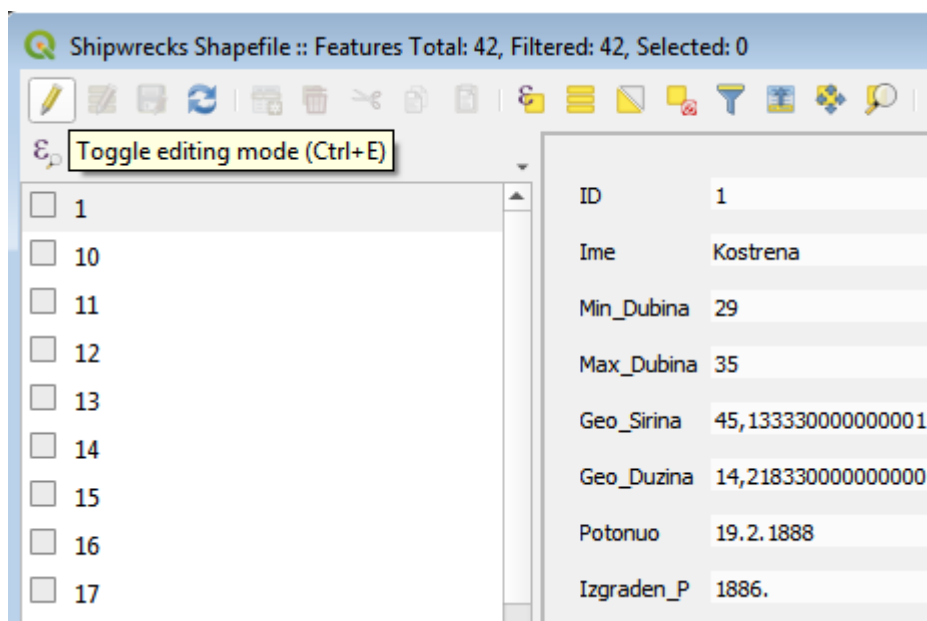 Shipwrecks Shapefile :: Features Total: 42, Filtered: 42, Selected: 0
Toggle editing mode (Ctrl+E)
1
10
11
12
13
14
15
16
17
ID 1
Ime Kostrena
Min_Dubina 29
Max_Dubina 35
Geo_Sirina 45,133330000000001
Geo_Duzina 14,218330000000000
Potonuo 19.2.1888
Izgraden_P 1886.